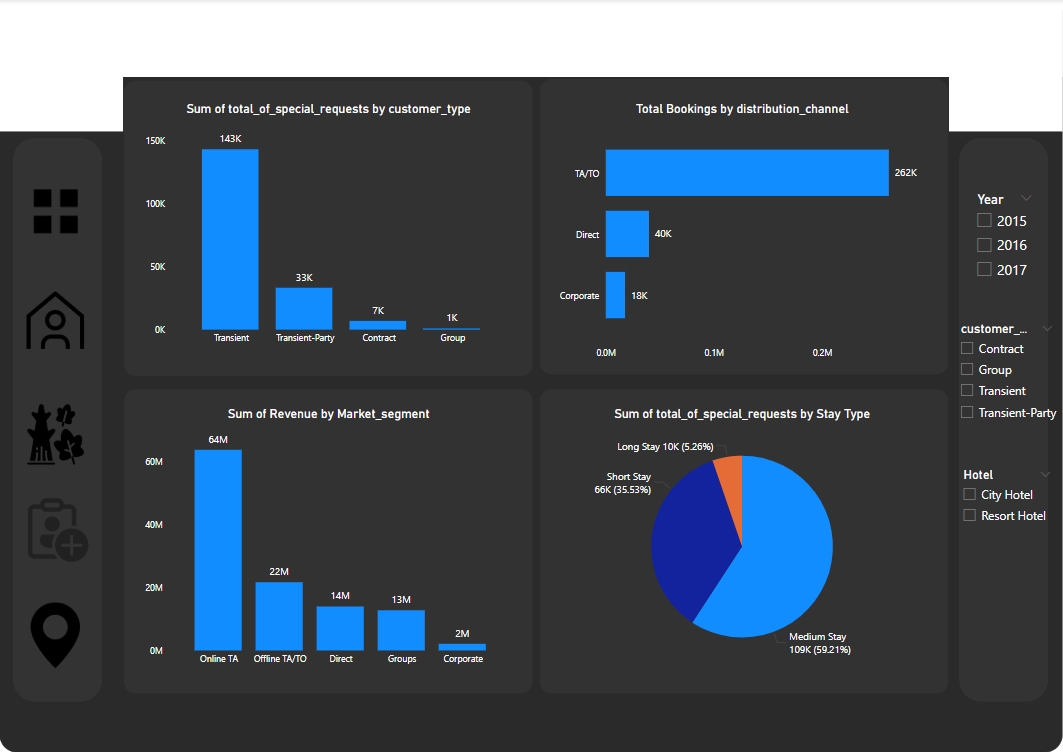 Sum of total_of_special_requests by customer_type
150K
100K
50K
0K
143K
33K
7K
1K
Transient
Transient-Party
Contract
Group
Total Bookings by distribution_channel
TA/TO
262K
Direct
40K
Corporate
18K
0.0M
0.1M
0.2M
Sum of Revenue by Market_segment
60M
40M
20M
0M
64M
22M
14M
13M
2M
Online TA
Offline TA/TO
Direct
Groups
Corporate
Sum of total_of_special_requests by Stay Type
Long Stay 10K (5.26%)
Short Stay
66K (35.53%)
Medium Stay
109K (59.21%)
Year
2015
2016
2017
customer_...
Contract
Group
Transient
Transient-Party
Hotel
City Hotel
Resort Hotel